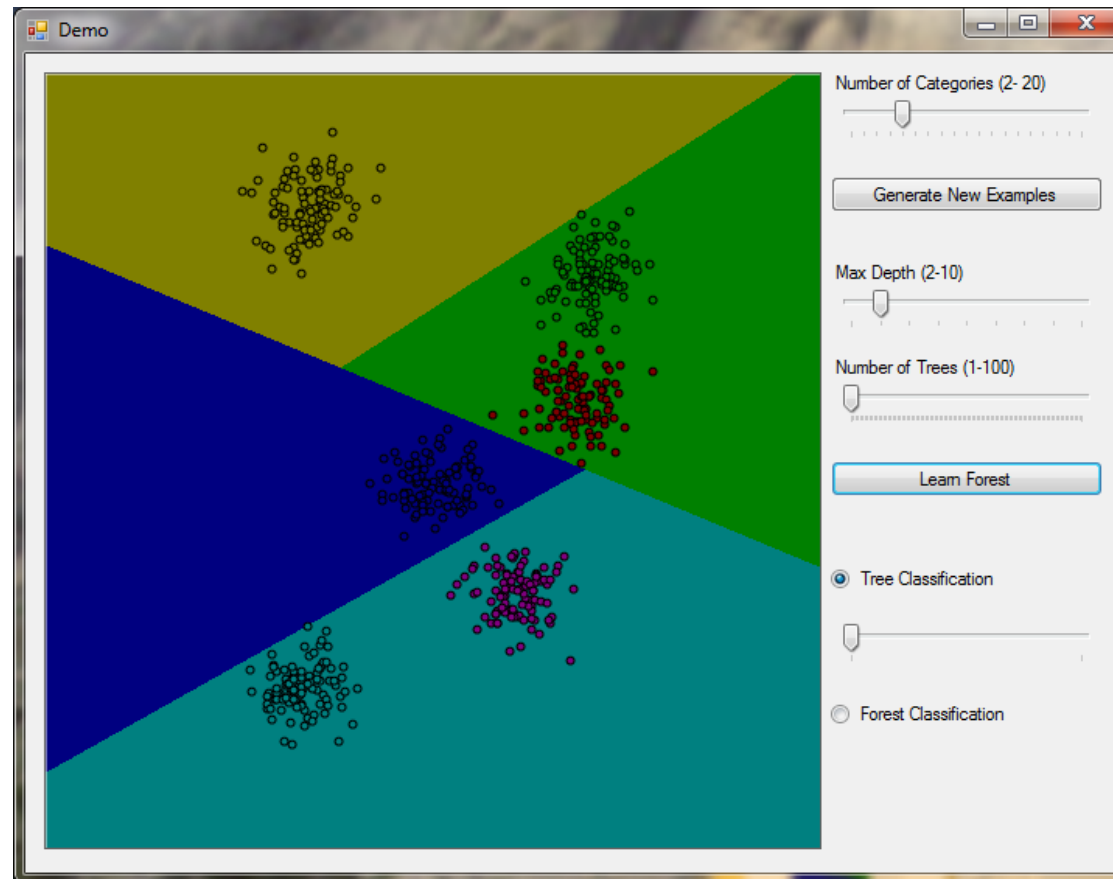 Demo
Number of Categories (2- 20)
Generate New Examples
Max Depth (2-10)
Number of Trees (1-100)
Learn Forest
Tree Classification
Forest Classification